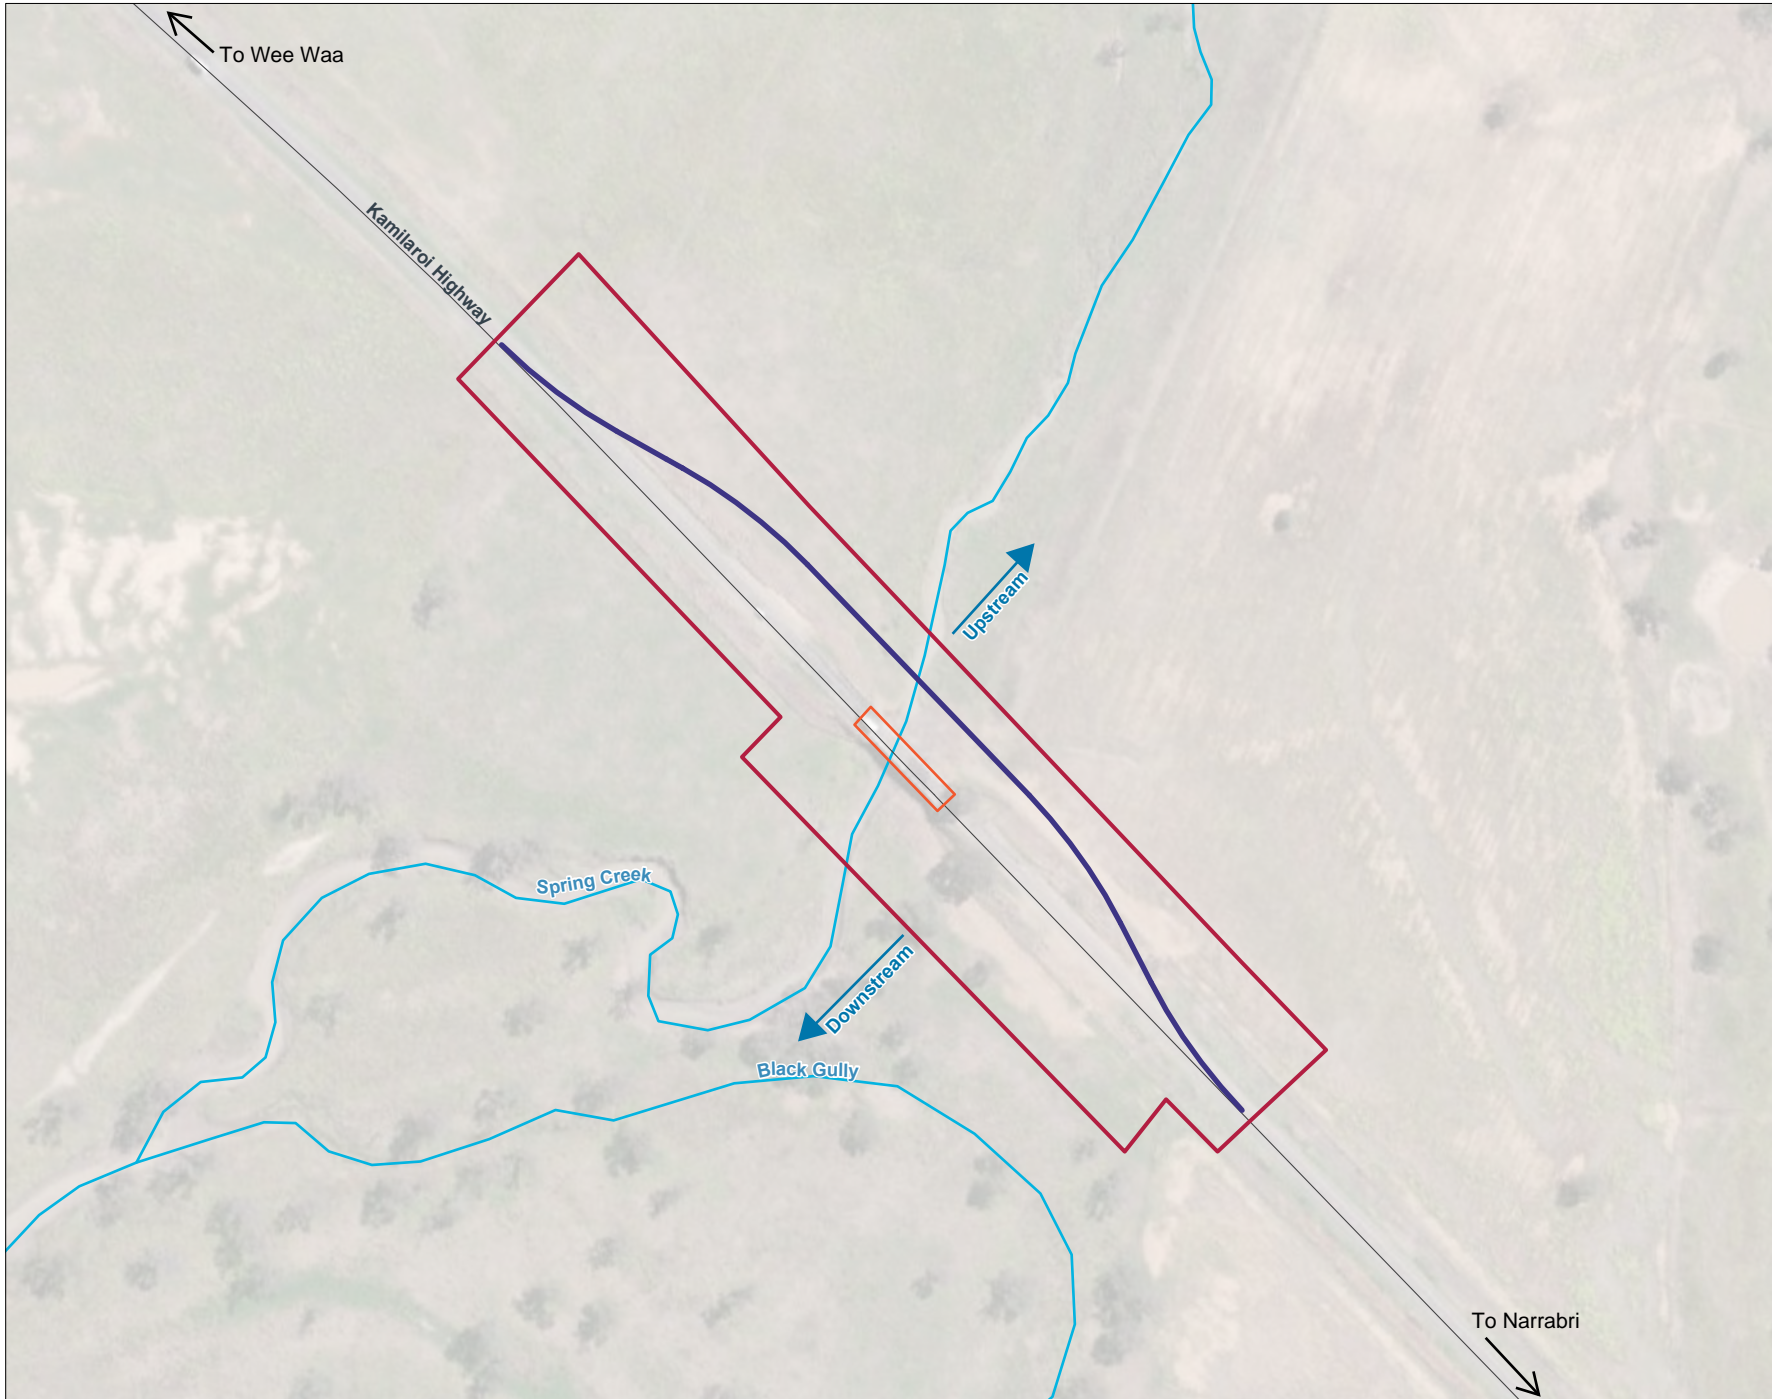 To Wee Waa
Kamilaroi Highway
Upstream
Spring Creek
Downstream
Black Gully
To Narrabri